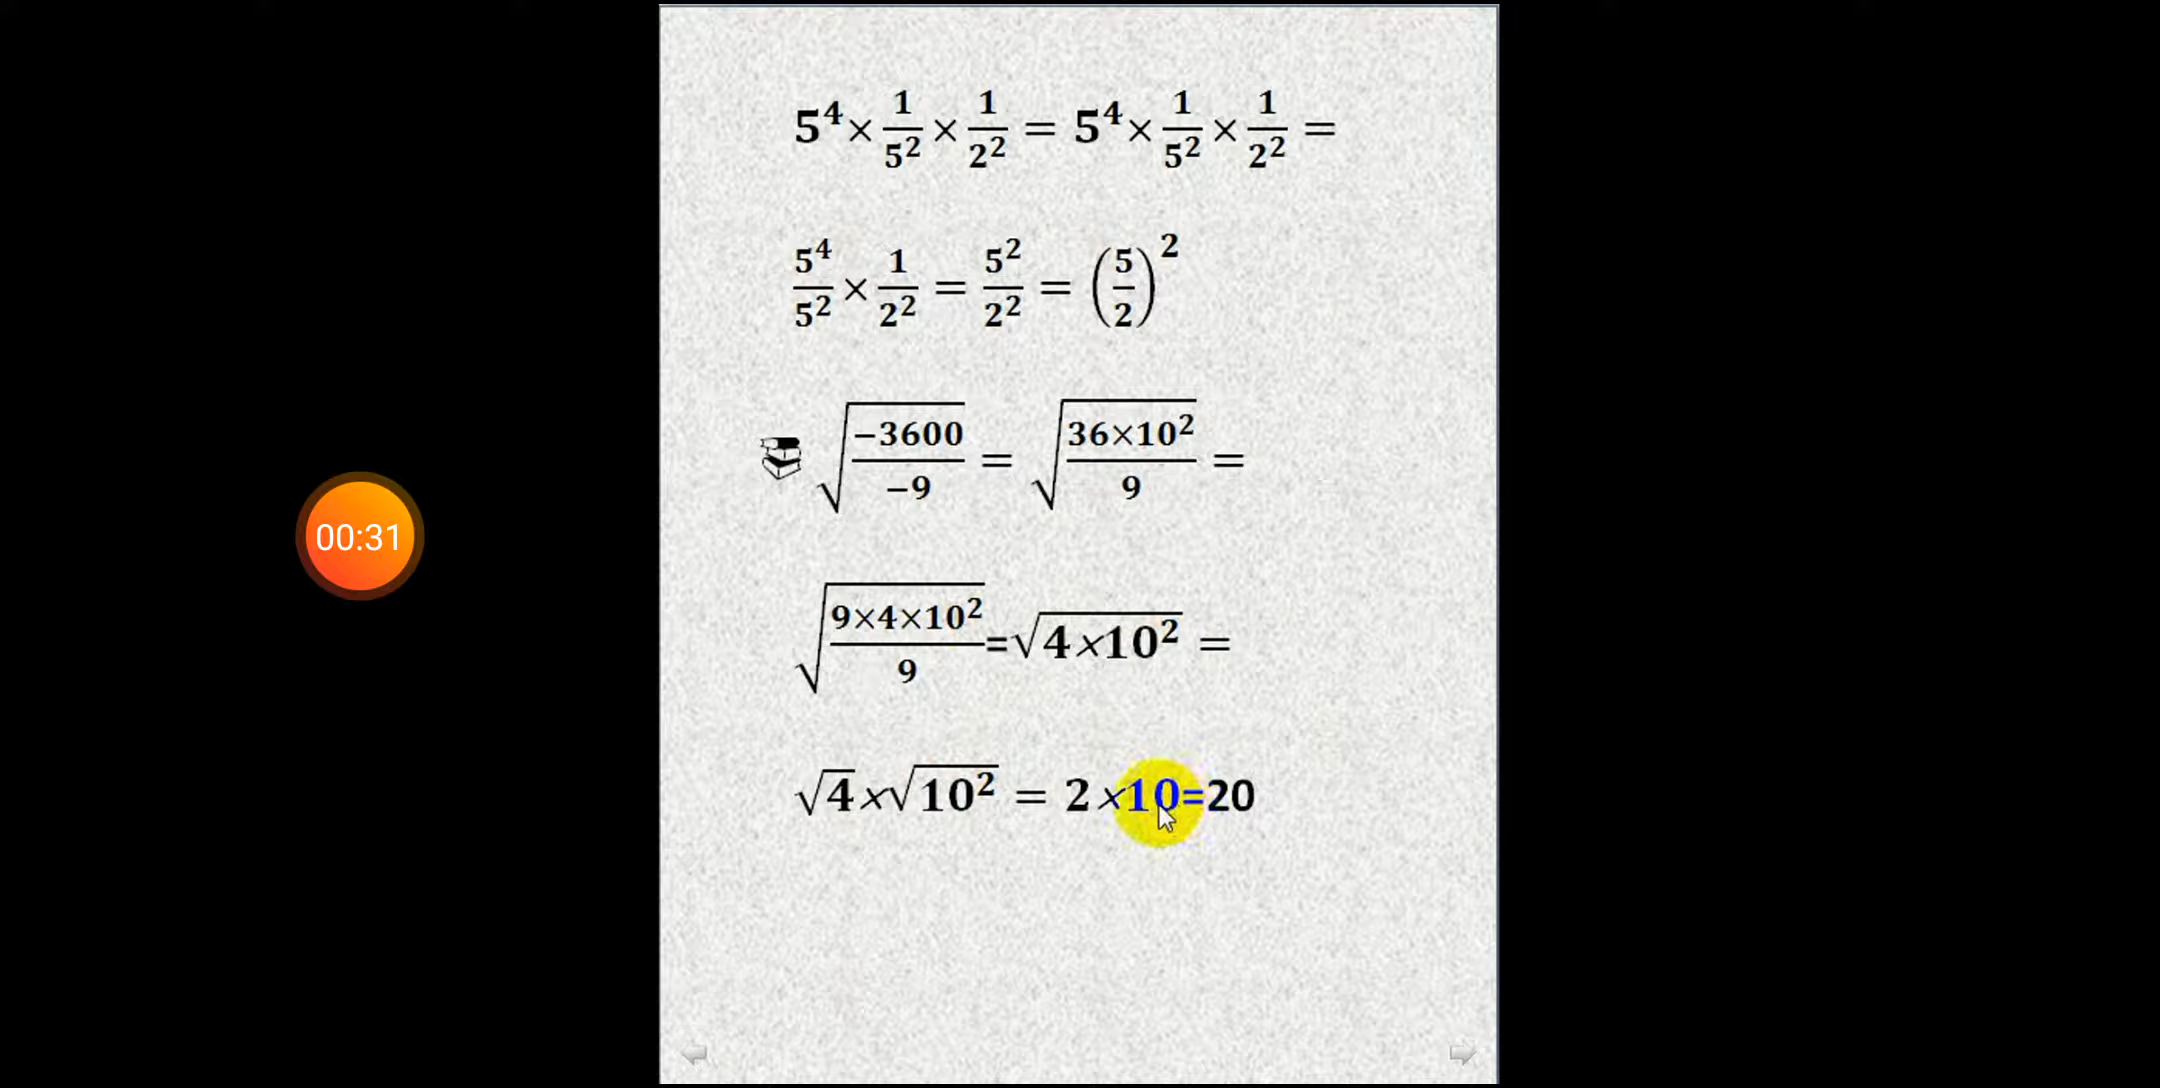 5⁴×1/5²×1/2² = 5⁴×1/5²×1/2² =
5⁴/5²×1/2² = 5²/2² = (5/2)²
√(−3600/−9) = √(36×10²/9) =
00:31
√(9×4×10²/9)=√(4×10²) =
√4×√(10²) = 2×10=20